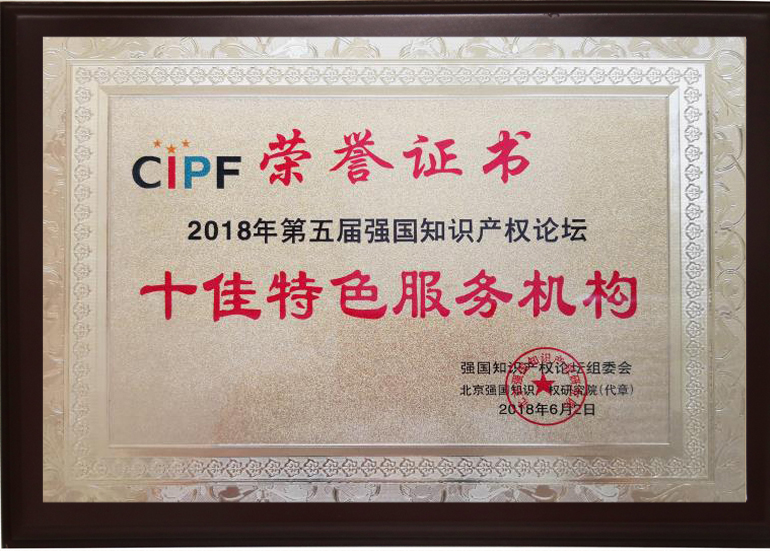 CIPF 荣誉证书
2018年第五届强国知识产权论坛
十佳特色服务机构
强国知识产权论坛组委会
北京强国知识产权研究院(代章)
2018年6月2日